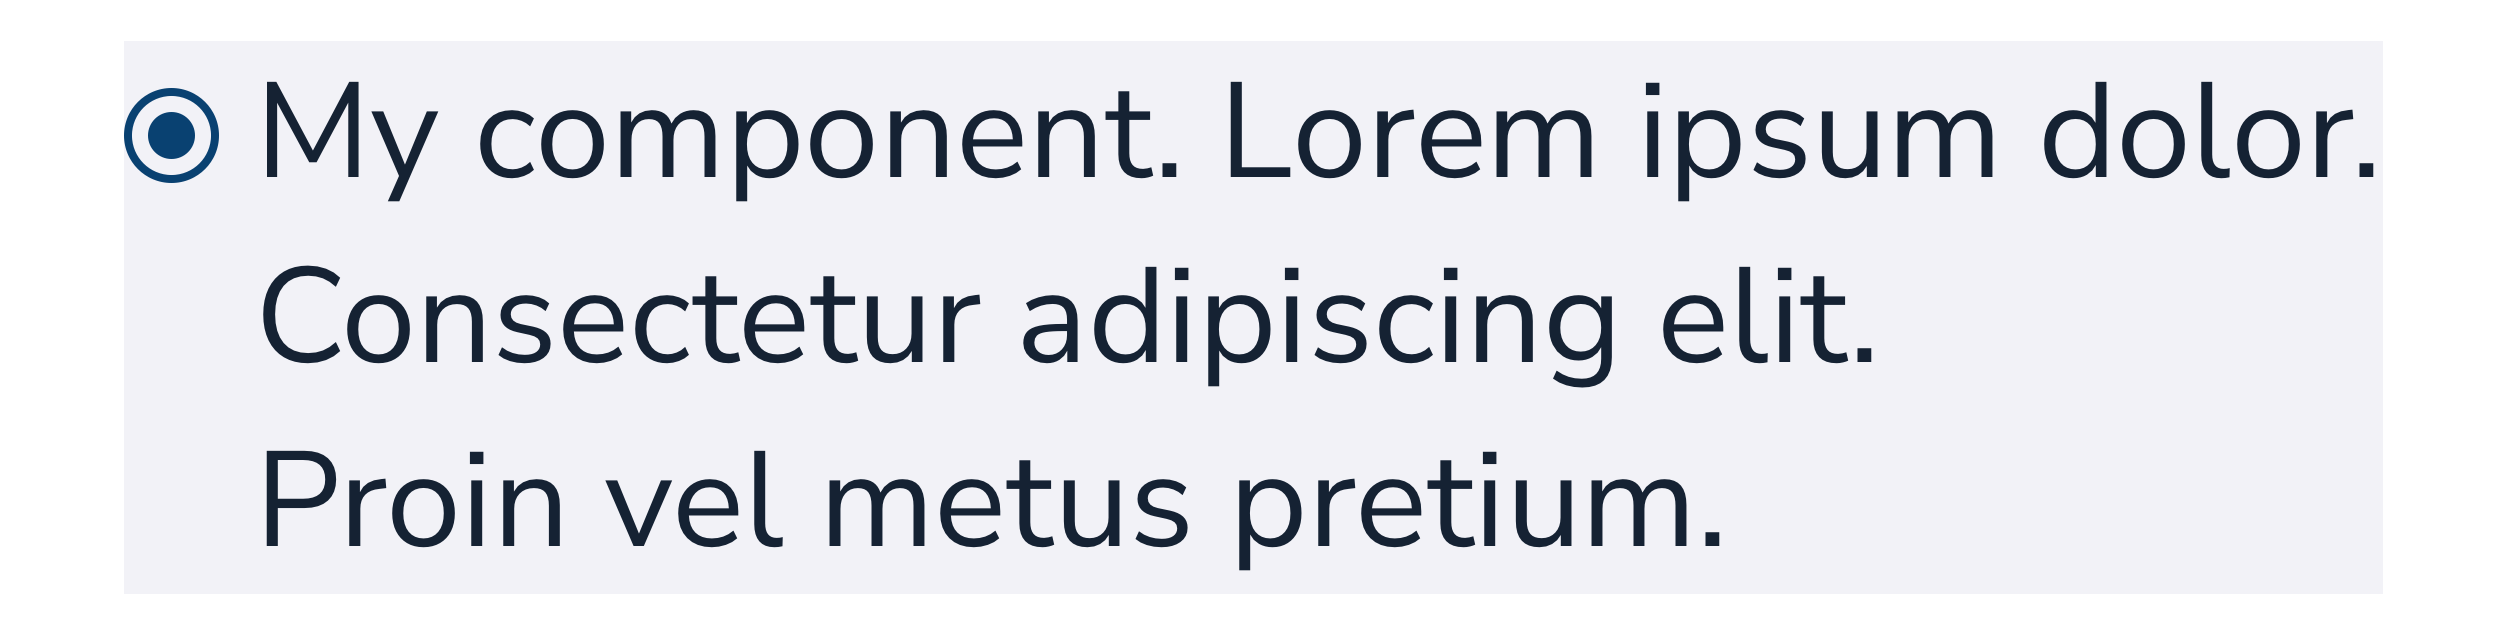 My component. Lorem ipsum dolor.
Consectetur adipiscing elit.
Proin vel metus pretium.